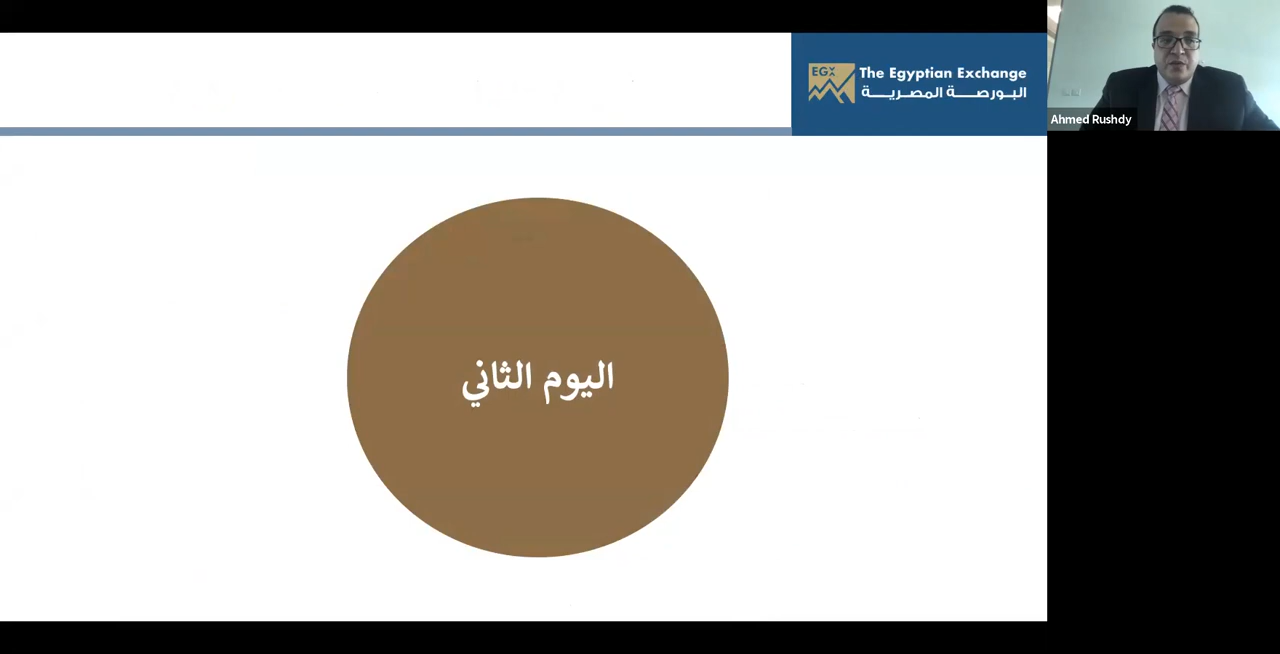 EGX
The Egyptian Exchange
البورصة المصرية
Ahmed Rushdy
اليوم الثاني